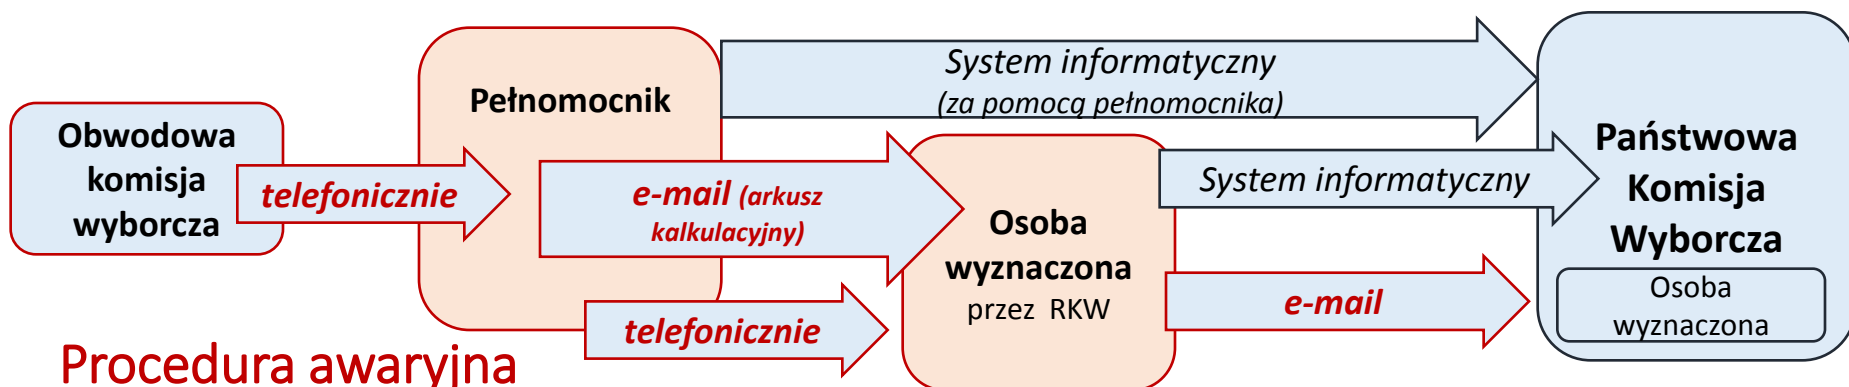 Obwodowa
komisja
wyborcza
telefonicznie
Pełnomocnik
System informatyczny
(za pomocą pełnomocnika)
e-mail (arkusz
kalkulacyjny)
telefonicznie
Osoba
wyznaczona
przez RKW
System informatyczny
e-mail
Państwowa
Komisja
Wyborcza
Osoba
wyznaczona
Procedura awaryjna